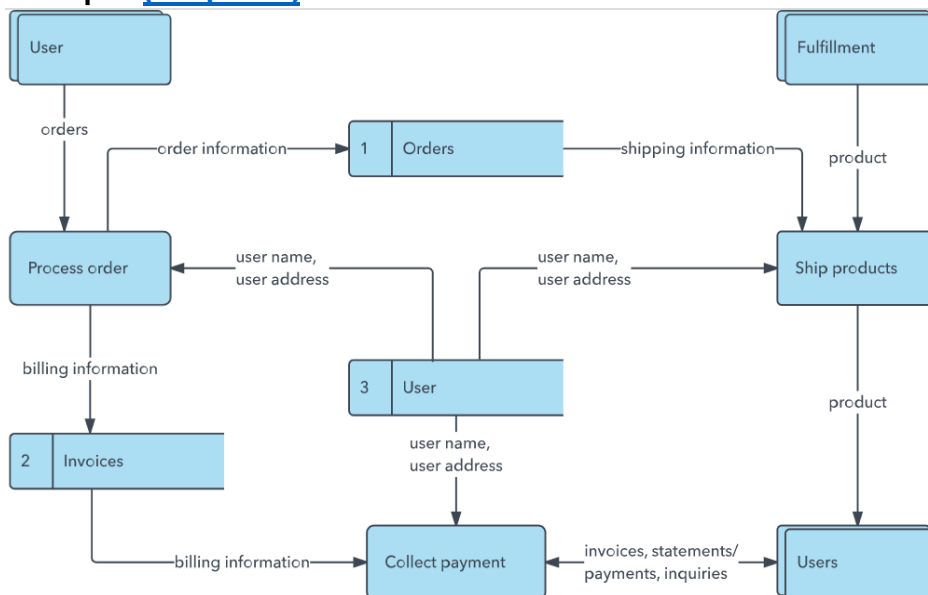 User
Fulfillment
orders
order information
1
Orders
shipping information
product
Process order
user name,
user address
user name,
user address
Ship products
billing information
3
User
product
user name,
user address
2
Invoices
billing information
Collect payment
invoices, statements/
payments, inquiries
Users